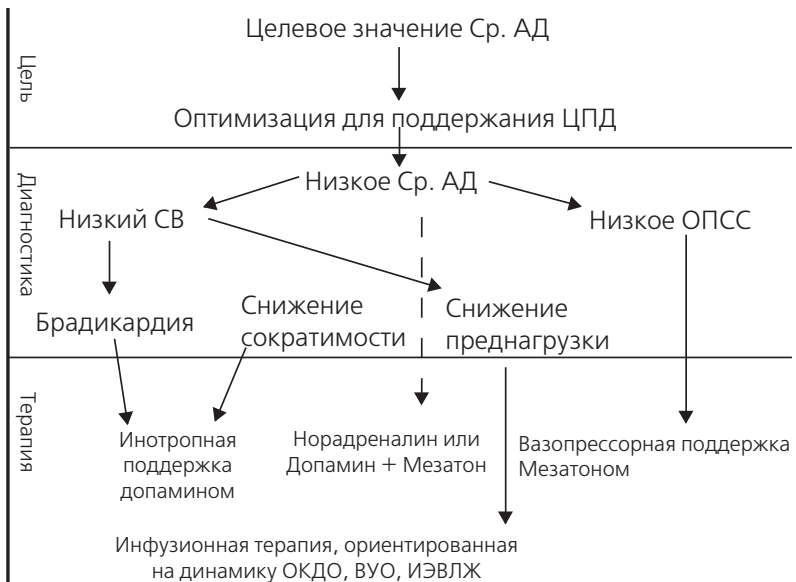 Цель
Целевое значение Ср. АД
Оптимизация для поддержания ЦПД
Диагностика
Низкое Ср. АД
Низкий СВ
Низкое ОПСС
Брадикардия
Снижение
сократимости
Снижение
преднагрузки
Терапия
Инотропная
поддержка
допамином
Норадреналин или
Допамин + Мезатон
Вазопрессорная поддержка
Мезатоном
Инфузионная терапия, ориентированная
на динамику ОКДО, ВУО, ИЭВЛЖ